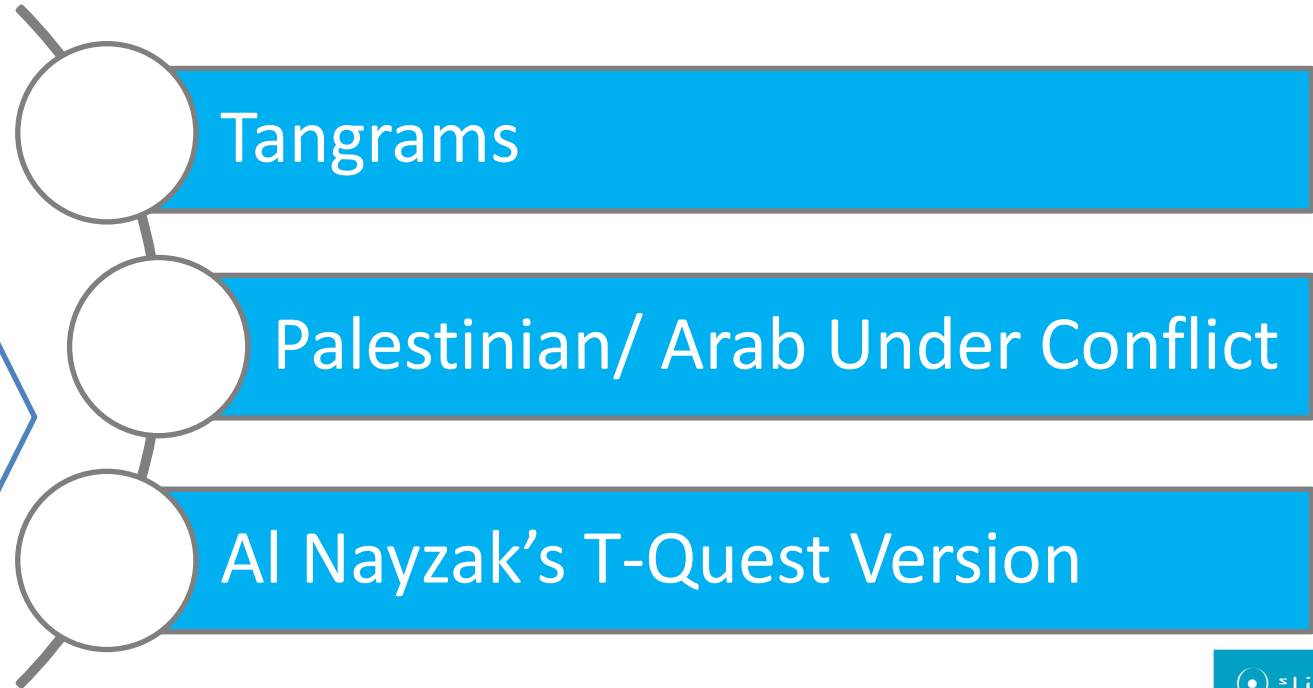 Tangrams
Palestinian/ Arab Under Conflict
Al Nayzak’s T-Quest Version